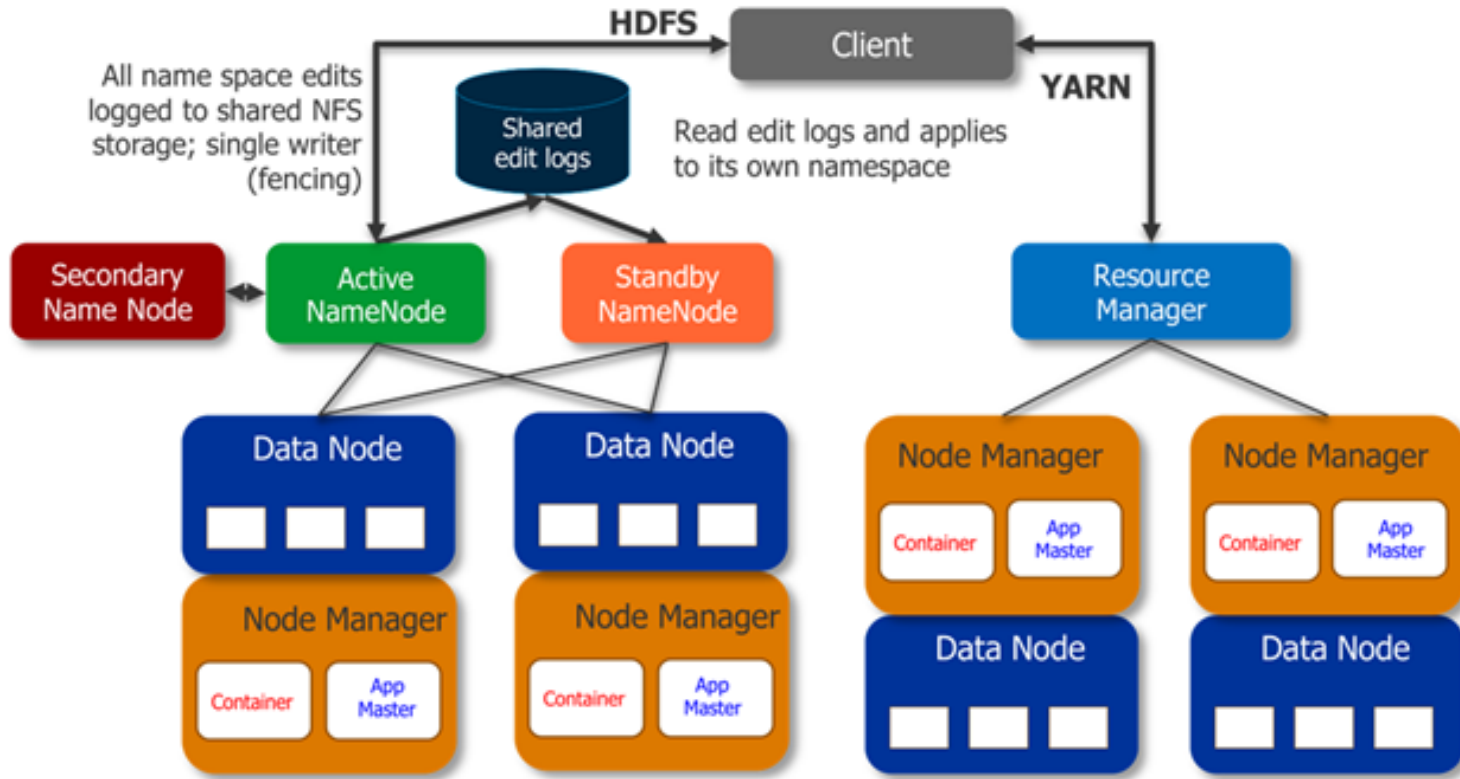 HDFS
Client
All name space edits
logged to shared NFS
storage; single writer
(fencing)
Shared
edit logs
Read edit logs and applies
to its own namespace
YARN
Secondary
Name Node
Active
NameNode
Standby
NameNode
Resource
Manager
Data Node
Data Node
Node Manager
Container
App
Master
Node Manager
Container
App
Master
Node Manager
Container
App
Master
Node Manager
Container
App
Master
Data Node
Data Node